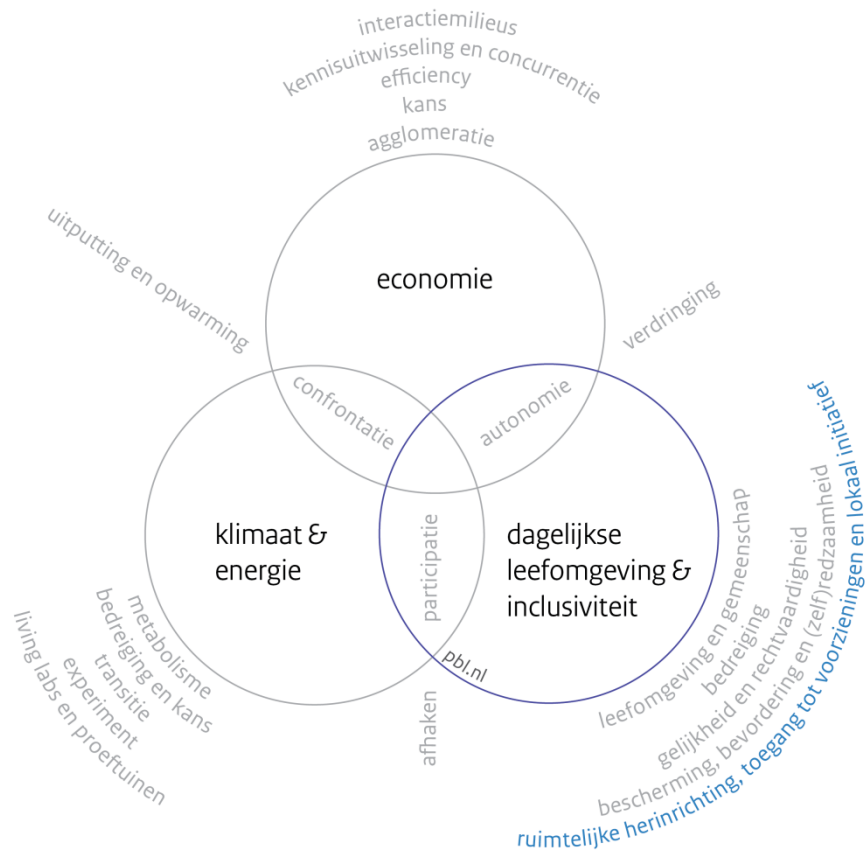 interactiemilieus
kennisuitwisseling en concurrentie
efficiency
kans
agglomeratie
uitputting en opwarming
economie
verdringing
confrontatie
autonomie
klimaat &
energie
participatie
dagelijkse
leefomgeving &
inclusiviteit
pbl.nl
afhaken
metabolisme
bedreiging en kans
transitie
experiment
living labs en proeftuinen
leefomgeving en gemeenschap
bedreiging
gelijkheid en rechtvaardigheid
bescherming, bevordering en (zelf)redzaamheid
ruimtelijke herinrichting, toegang tot voorzieningen en lokaal initiatief